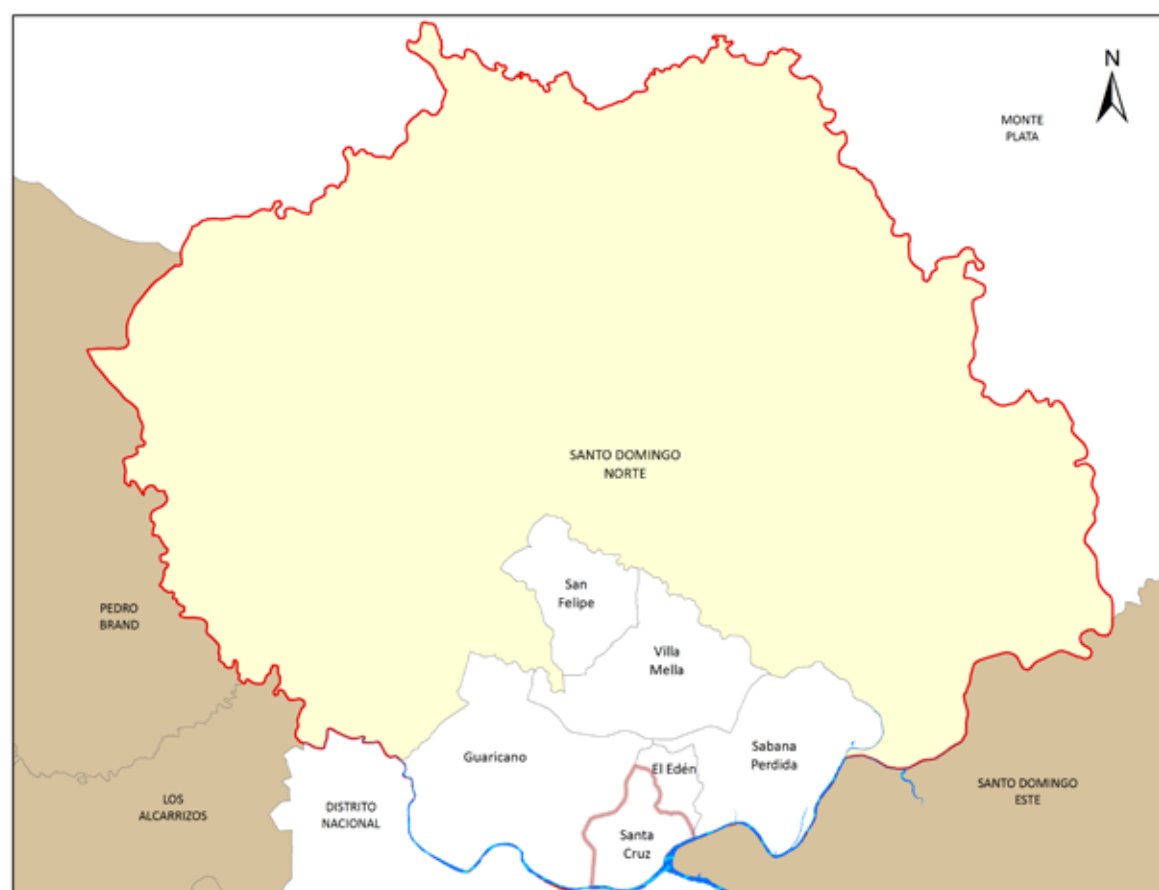 N
MONTE
PLATA
SANTO DOMINGO
NORTE
San
Felipe
PEDRO
BRAND
Villa
Mella
Guaricano
Sabana
Perdida
El Edén
SANTO DOMINGO
ESTE
LOS
ALCARRIZOS
DISTRITO
NACIONAL
Santa
Cruz